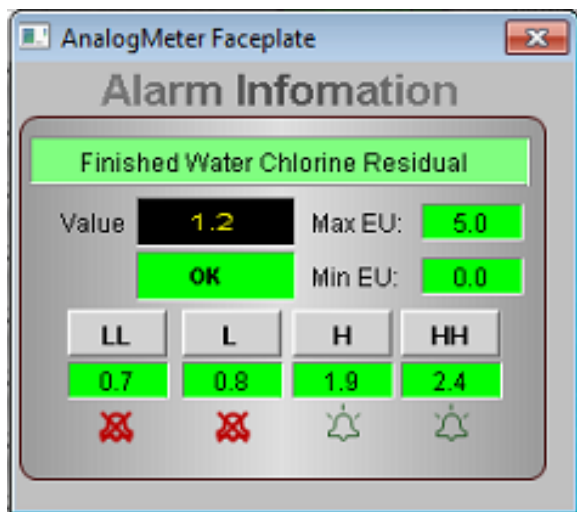 AnalogMeter Faceplate
Alarm Infomation
Finished Water Chlorine Residual
Value 1.2 Max EU: 5.0
OK Min EU: 0.0
LL L H HH
0.7 0.8 1.9 2.4